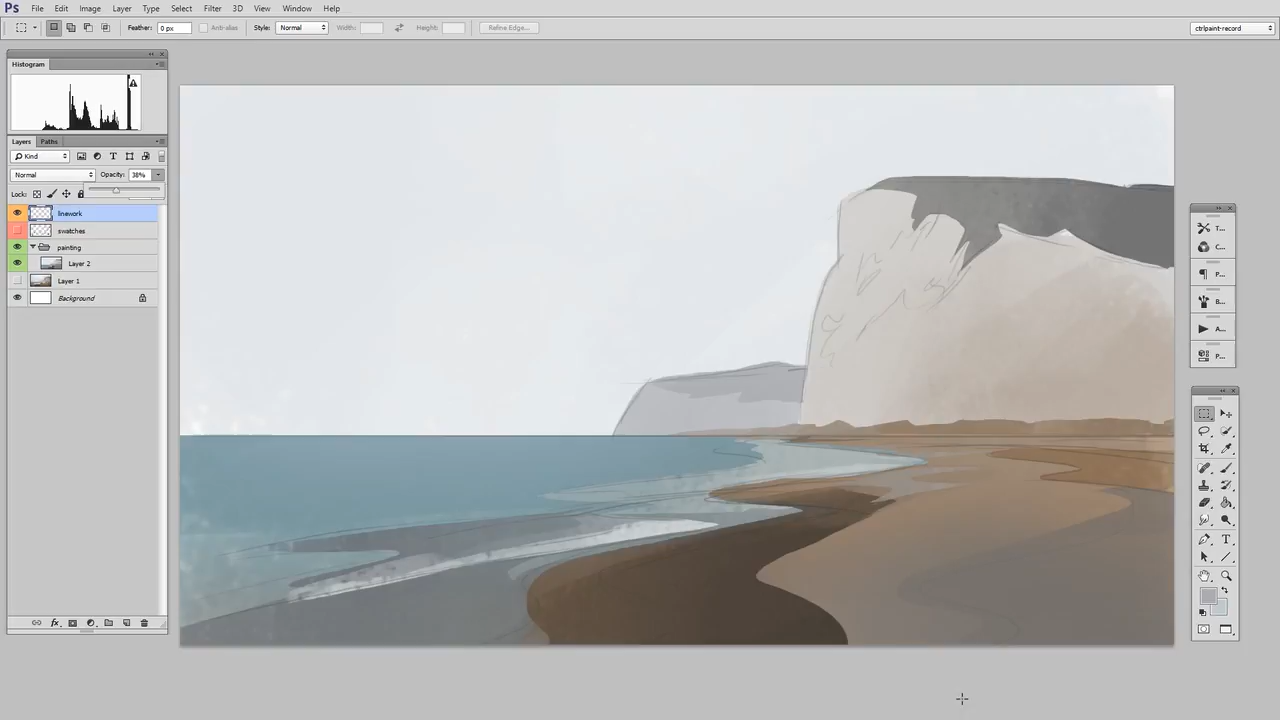 Ps File Edit Image Layer Type Select Filter 3D View Window Help
Feather: 0 px Anti-alias Style: Normal Width: Height: Refine Edge... ctrlpaint-record
Histogram
Layers Paths
Kind
Normal Opacity: 38%
Lock:
linework
swatches
painting
Layer 2
Layer 1
Background
fx
T...
C...
P...
B...
A...
P...